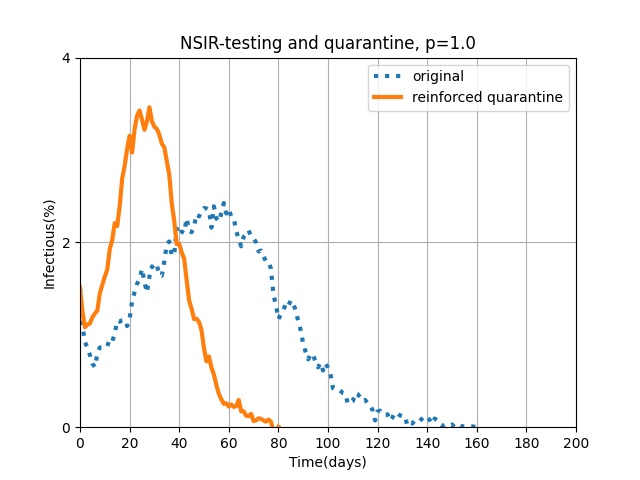 NSIR-testing and quarantine, p=1.0
original
reinforced quarantine
Infectious(%)
4
2
0
0 20 40 60 80 100 120 140 160 180 200
Time(days)